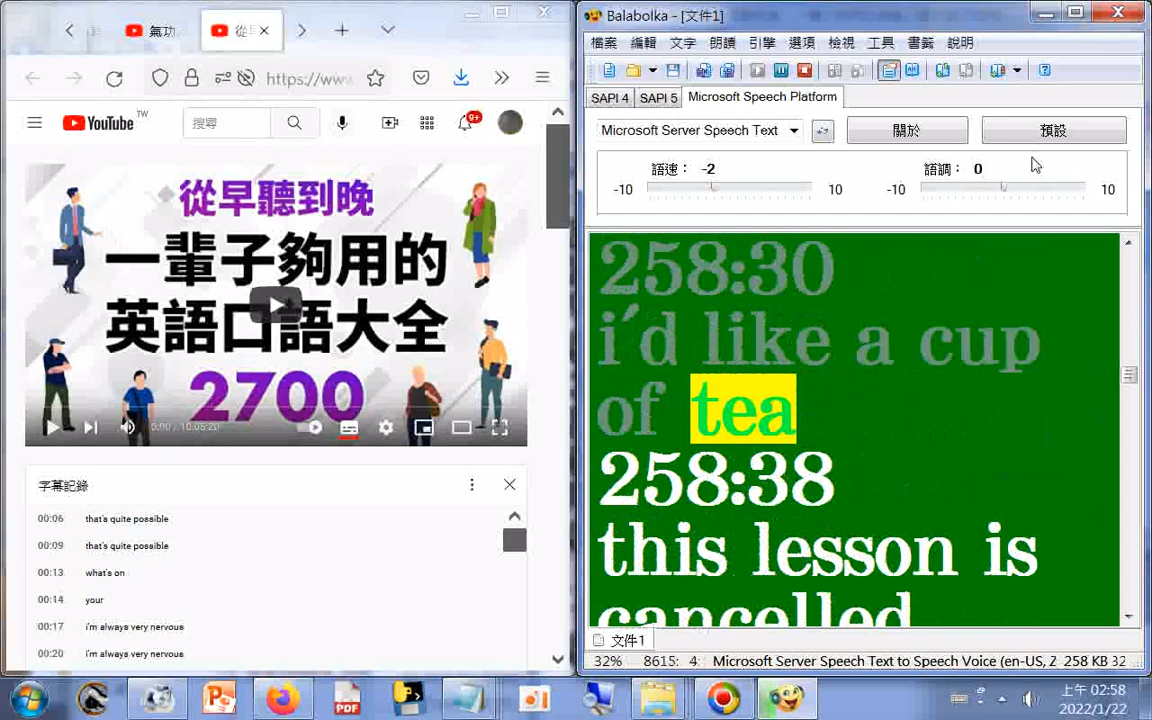 氣功
從
https://www
YouTube TW
搜尋
9+
從早聽到晚
一輩子夠用的
英語口語大全
2700
0:00 / 10:05:20
字幕記錄
00:06 that's quite possible
00:09 that's quite possible
00:13 what's on
00:14 your
00:17 i'm always very nervous
00:20 i'm always very nervous
Balabolka - [文件1]
檔案 編輯 文字 朗讀 引擎 選項 檢視 工具 書籤 說明
SAPI 4 SAPI 5 Microsoft Speech Platform
Microsoft Server Speech Text 關於 預設
語速： -2 語調： 0
-10 10 -10 10
258:30
i´d like a cup
of tea
258:38
this lesson is
cancelled
文件1
32% 8615: 4: Microsoft Server Speech Text to Speech Voice (en-US, Z 258 KB 32
PDF
上午 02:58
2022/1/22